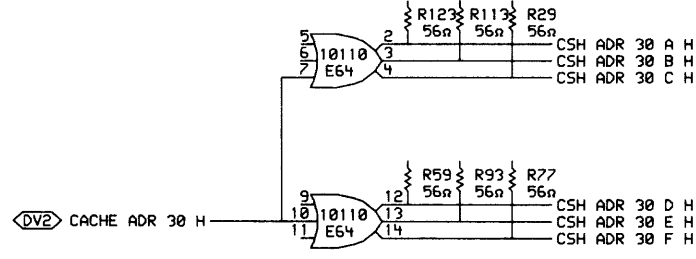 R123 R113 R29
56Ω 56Ω 56Ω
5 2 CSH ADR 30 A H
6 10110 3 CSH ADR 30 B H
7 E64 4 CSH ADR 30 C H
R59 R93 R77
56Ω 56Ω 56Ω
9 12 CSH ADR 30 D H
DV2 CACHE ADR 30 H 10 10110 13 CSH ADR 30 E H
11 E64 14 CSH ADR 30 F H